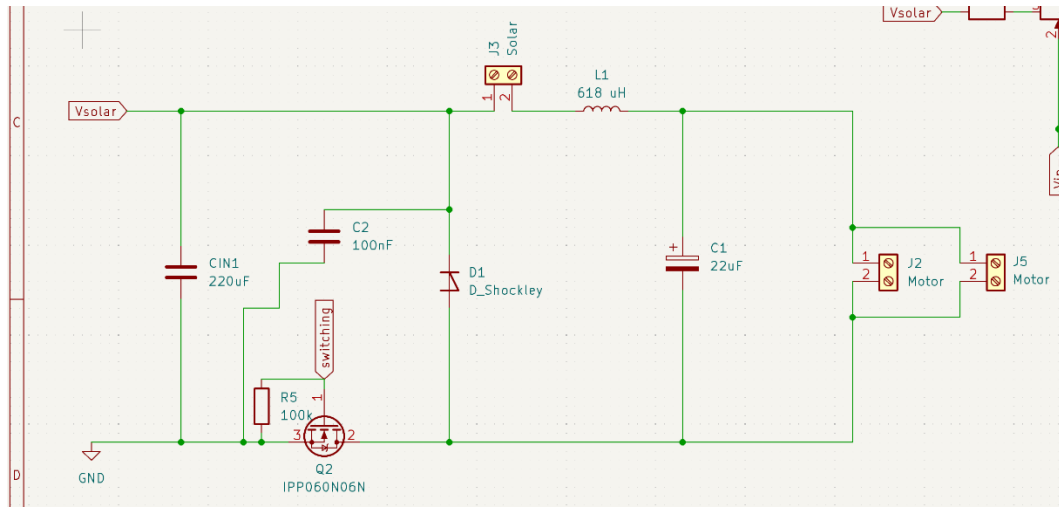 Vsolar
J3
Solar
1
2
L1
618 uH
Vsolar
2
C
C2
100nF
CIN1
220uF
D1
D_Shockley
+
C1
22uF
1
2
J2
Motor
1
2
J5
Motor
switching
R5
100k
1
3
2
Q2
IPP060N06N
GND
D